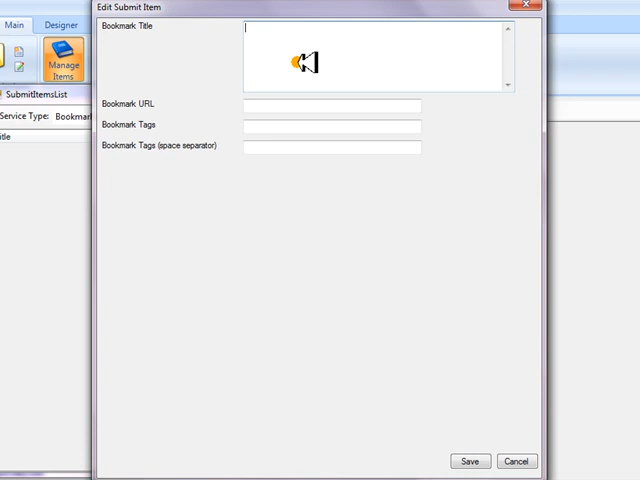 Edit Submit Item
Main
Designer
Bookmark Title
Manage
Items
SubmitItemsList
Bookmark URL
Service Type:
Bookmark Tags
Bookmark Tags (space separator)
Save
Cancel